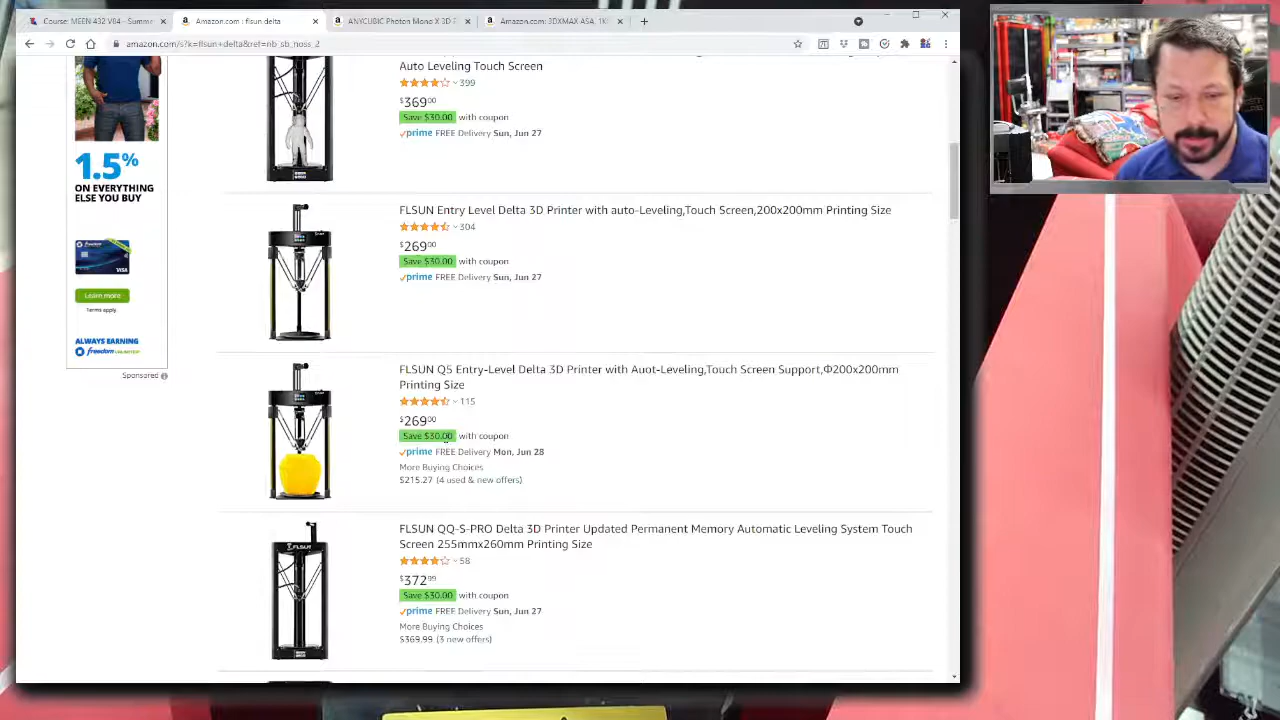 Course: MEEN 432 V84 – Summe
Amazon.com : flsun delta
ANYCUBIC Photon Mono X 3D P
Amazon.com: 3DXMAX ASA, 1K
amazon.com/s?k=flsun+delta&ref=nb_sb_noss_2
Auto Leveling Touch Screen
399
$369.00
Save $30.00 with coupon
prime FREE Delivery Sun, Jun 27
1.5%
ON EVERYTHING
ELSE YOU BUY
freedom
VISA
Learn more
Terms apply.
ALWAYS EARNING
freedom UNLIMITED
Sponsored
FLSUN Entry Level Delta 3D Printer with auto-Leveling,Touch Screen,200x200mm Printing Size
304
$269.00
Save $30.00 with coupon
prime FREE Delivery Sun, Jun 27
FLSUN Q5 Entry-Level Delta 3D Printer with Auot-Leveling,Touch Screen Support,Φ200x200mm
Printing Size
115
$269.00
Save $30.00 with coupon
prime FREE Delivery Mon, Jun 28
More Buying Choices
$215.27 (4 used & new offers)
FLSUN QQ-S-PRO Delta 3D Printer Updated Permanent Memory Automatic Leveling System Touch
Screen 255mmx260mm Printing Size
58
$372.99
Save $30.00 with coupon
prime FREE Delivery Sun, Jun 27
More Buying Choices
$369.99 (3 new offers)
FLSUN